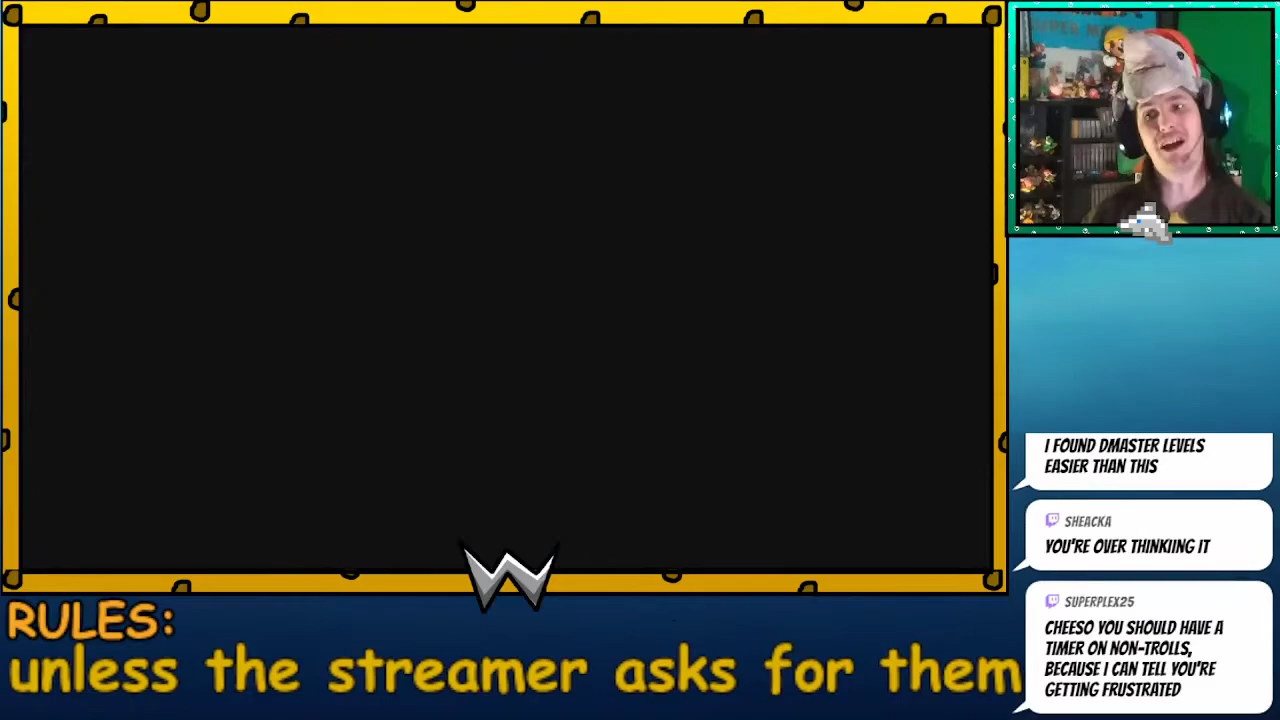 I FOUND DMASTER LEVELS
EASIER THAN THIS
SHEACKA
YOU'RE OVER THINKIING IT
SUPERPLEX25
CHEESO YOU SHOULD HAVE A
TIMER ON NON-TROLLS,
BECAUSE I CAN TELL YOU'RE
GETTING FRUSTRATED
W
RULES:
unless the streamer asks for them